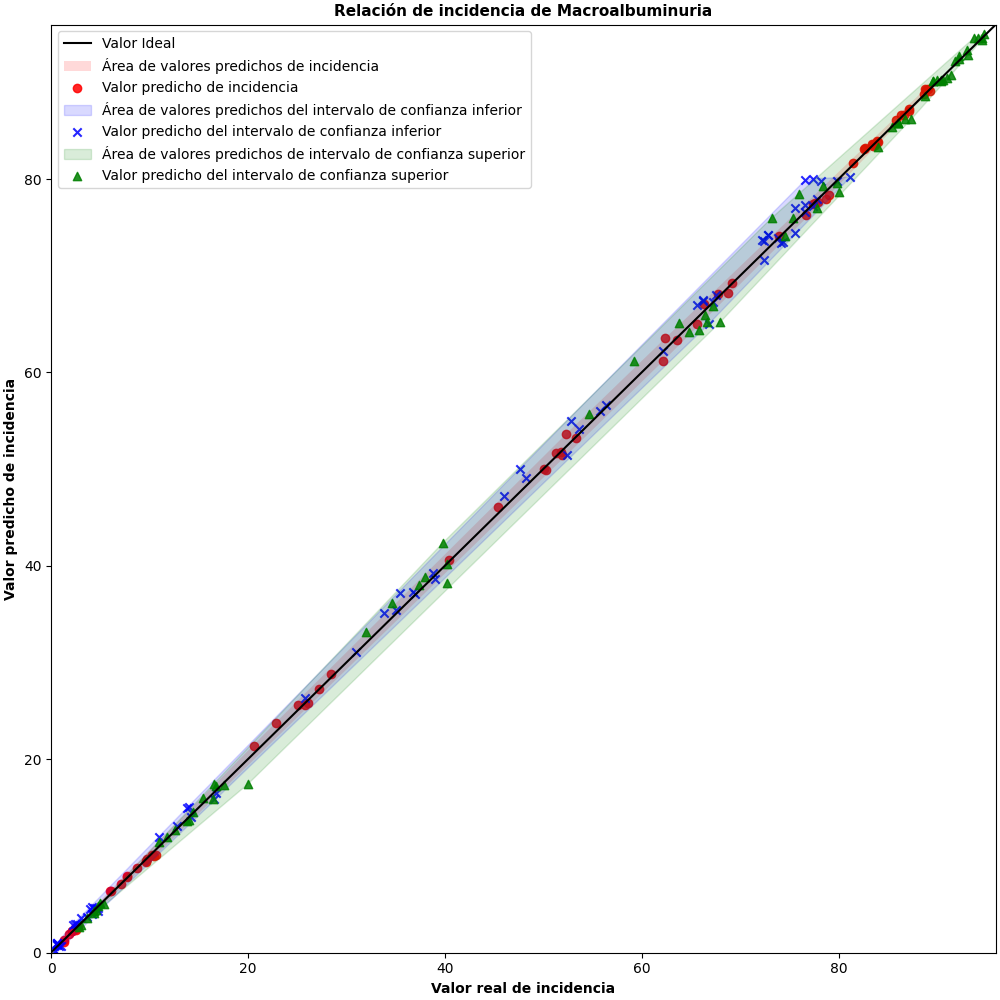 Relación de incidencia de Macroalbuminuria
Valor Ideal
Área de valores predichos de incidencia
Valor predicho de incidencia
Área de valores predichos del intervalo de confianza inferior
Valor predicho del intervalo de confianza inferior
Área de valores predichos de intervalo de confianza superior
Valor predicho del intervalo de confianza superior
Valor predicho de incidencia
80
60
40
20
0
0 20 40 60 80
Valor real de incidencia